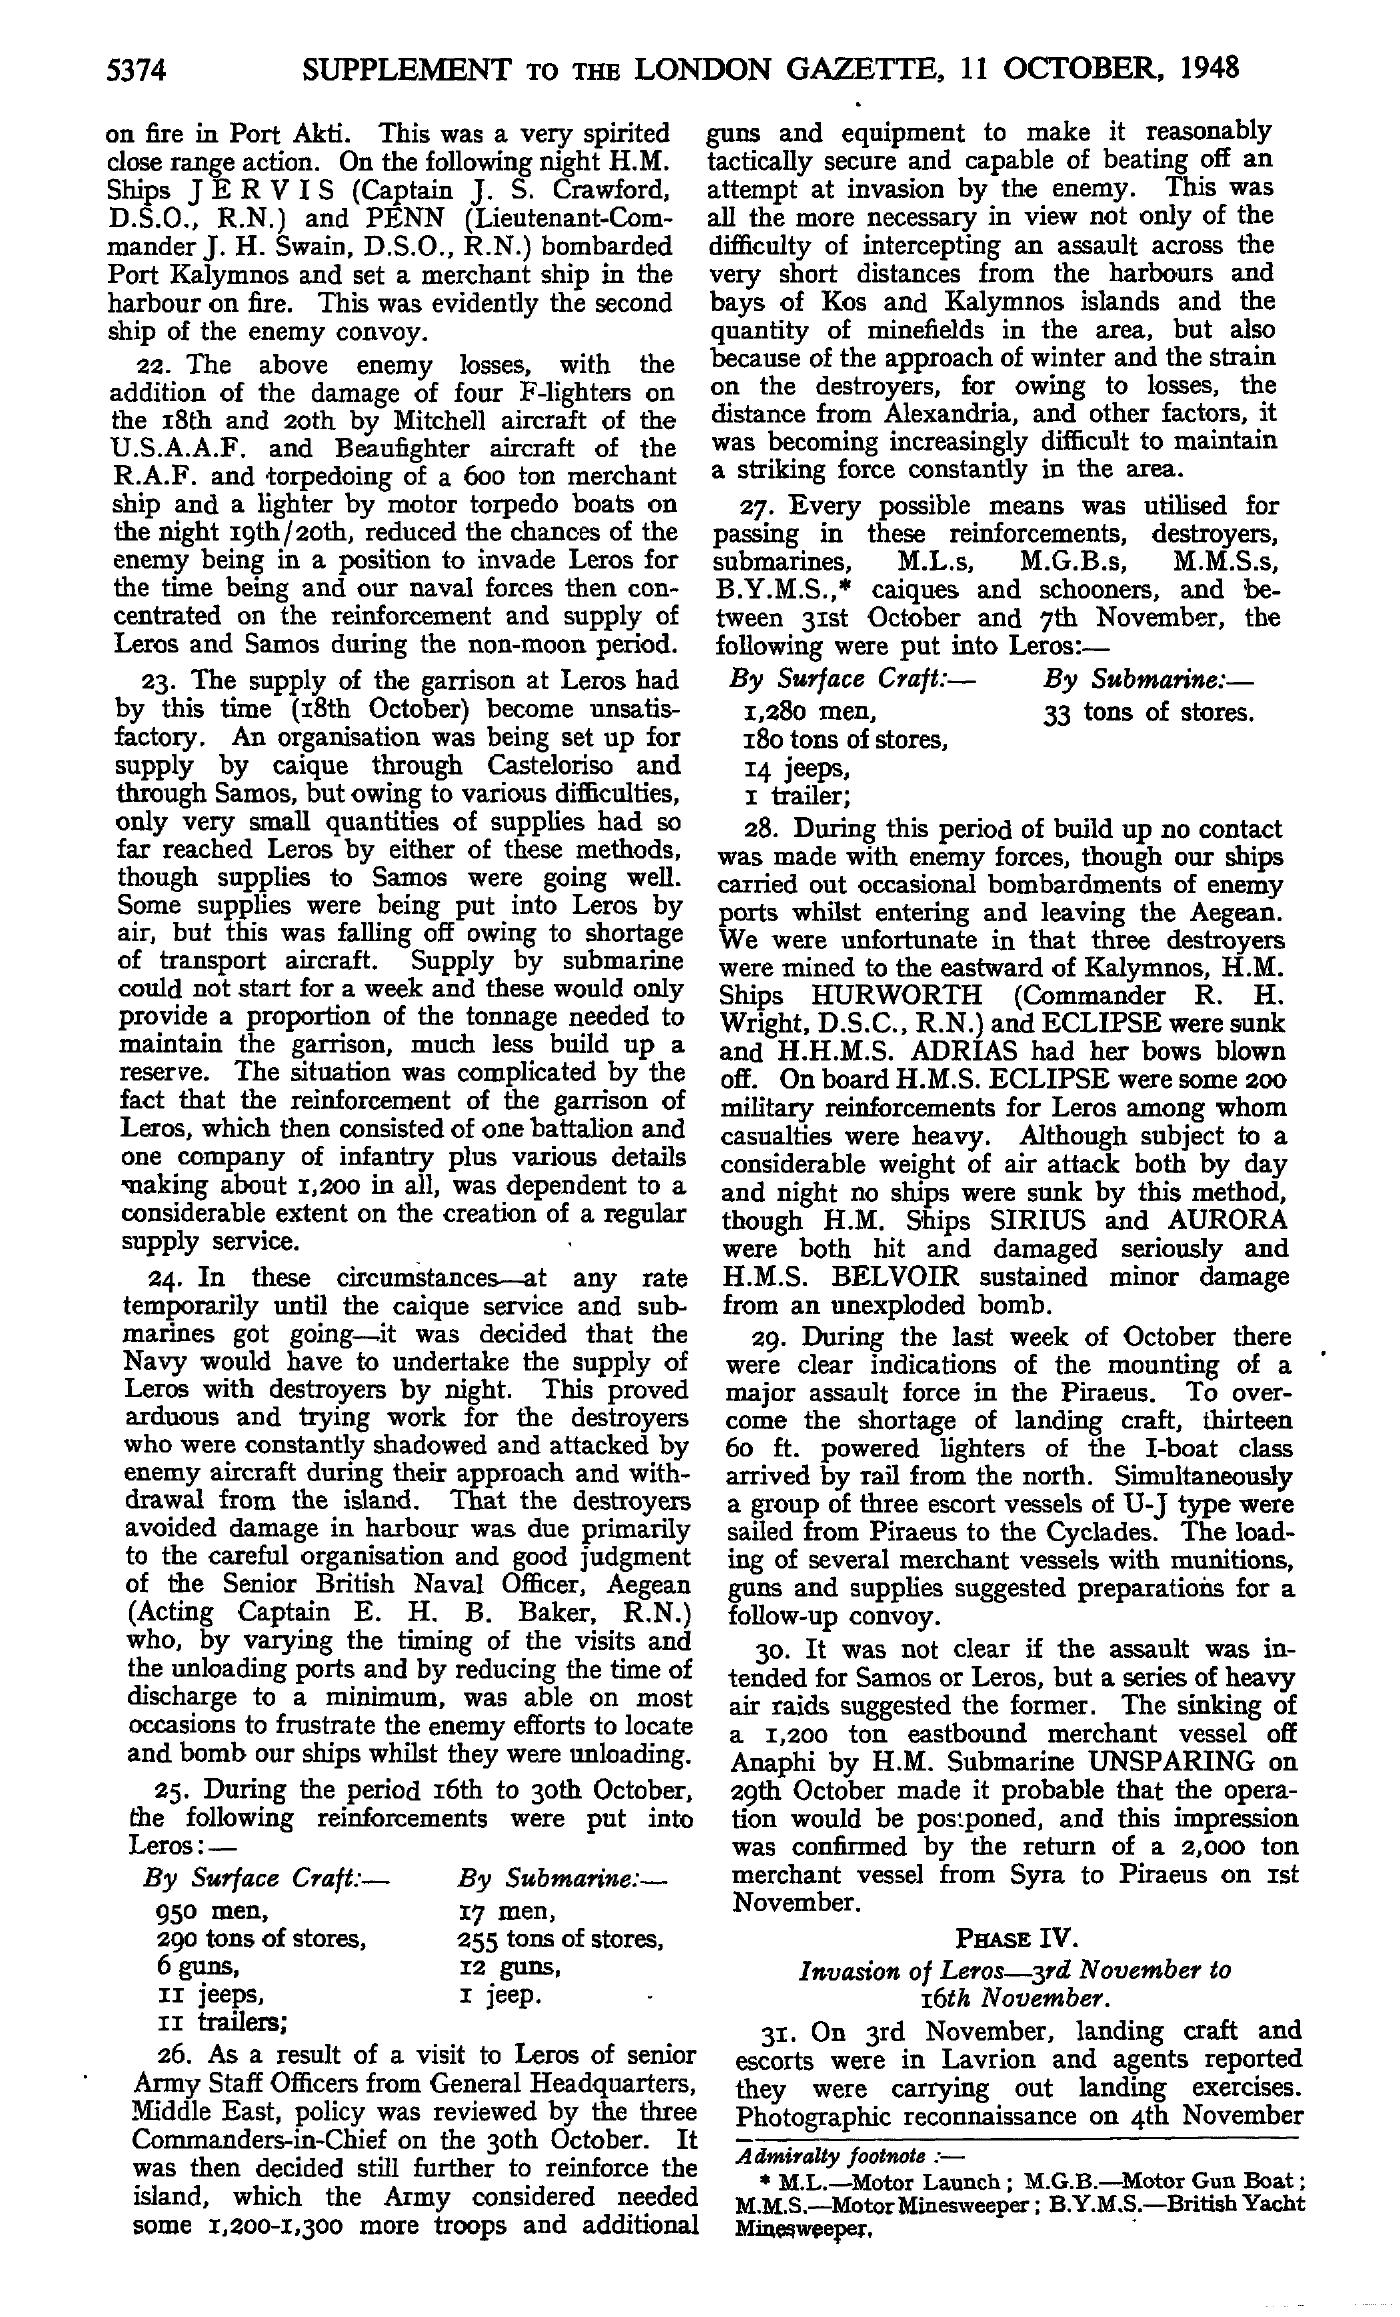 5374 SUPPLEMENT TO THE LONDON GAZETTE, 11 OCTOBER, 1948
on fire in Port Akti. This was a very spirited
close range action. On the following night H.M.
Ships JERVIS (Captain J. S. Crawford,
D.S.O., R.N.) and PENN (Lieutenant-Com-
mander J. H. Swain, D.S.O., R.N.) bombarded
Port Kalymnos and set a merchant ship in the
harbour on fire. This was evidently the second
ship of the enemy convoy.
22. The above enemy losses, with the
addition of the damage of four F-lighters on
the 18th and 20th by Mitchell aircraft of the
U.S.A.A.F. and Beaufighter aircraft of the
R.A.F. and torpedoing of a 600 ton merchant
ship and a lighter by motor torpedo boats on
the night 19th/20th, reduced the chances of the
enemy being in a position to invade Leros for
the time being and our naval forces then con-
centrated on the reinforcement and supply of
Leros and Samos during the non-moon period.
23. The supply of the garrison at Leros had
by this time (18th October) become unsatis-
factory. An organisation was being set up for
supply by caique through Casteloriso and
through Samos, but owing to various difficulties,
only very small quantities of supplies had so
far reached Leros by either of these methods,
though supplies to Samos were going well.
Some supplies were being put into Leros by
air, but this was falling off owing to shortage
of transport aircraft. Supply by submarine
could not start for a week and these would only
provide a proportion of the tonnage needed to
maintain the garrison, much less build up a
reserve. The situation was complicated by the
fact that the reinforcement of the garrison of
Leros, which then consisted of one battalion and
one company of infantry plus various details
making about 1,200 in all, was dependent to a
considerable extent on the creation of a regular
supply service.
24. In these circumstances—at any rate
temporarily until the caique service and sub-
marines got going—it was decided that the
Navy would have to undertake the supply of
Leros with destroyers by night. This proved
arduous and trying work for the destroyers
who were constantly shadowed and attacked by
enemy aircraft during their approach and with-
drawal from the island. That the destroyers
avoided damage in harbour was due primarily
to the careful organisation and good judgment
of the Senior British Naval Officer, Aegean
(Acting Captain E. H. B. Baker, R.N.)
who, by varying the timing of the visits and
the unloading ports and by reducing the time of
discharge to a minimum, was able on most
occasions to frustrate the enemy efforts to locate
and bomb our ships whilst they were unloading.
25. During the period 16th to 30th October,
the following reinforcements were put into
Leros:—
By Surface Craft:— By Submarine:—
950 men, 17 men,
290 tons of stores, 255 tons of stores,
6 guns, 12 guns,
11 jeeps, 1 jeep.
11 trailers;
26. As a result of a visit to Leros of senior
Army Staff Officers from General Headquarters,
Middle East, policy was reviewed by the three
Commanders-in-Chief on the 30th October. It
was then decided still further to reinforce the
island, which the Army considered needed
some 1,200-1,300 more troops and additional
guns and equipment to make it reasonably
tactically secure and capable of beating off an
attempt at invasion by the enemy. This was
all the more necessary in view not only of the
difficulty of intercepting an assault across the
very short distances from the harbours and
bays of Kos and Kalymnos islands and the
quantity of minefields in the area, but also
because of the approach of winter and the strain
on the destroyers, for owing to losses, the
distance from Alexandria, and other factors, it
was becoming increasingly difficult to maintain
a striking force constantly in the area.
27. Every possible means was utilised for
passing in these reinforcements, destroyers,
submarines, M.L.s, M.G.B.s, M.M.S.s,
B.Y.M.S.,* caiques and schooners, and be-
tween 31st October and 7th November, the
following were put into Leros:—
By Surface Craft:— By Submarine:—
1,280 men, 33 tons of stores.
180 tons of stores,
14 jeeps,
1 trailer;
28. During this period of build up no contact
was made with enemy forces, though our ships
carried out occasional bombardments of enemy
ports whilst entering and leaving the Aegean.
We were unfortunate in that three destroyers
were mined to the eastward of Kalymnos, H.M.
Ships HURWORTH (Commander R. H.
Wright, D.S.C., R.N.) and ECLIPSE were sunk
and H.H.M.S. ADRIAS had her bows blown
off. On board H.M.S. ECLIPSE were some 200
military reinforcements for Leros among whom
casualties were heavy. Although subject to a
considerable weight of air attack both by day
and night no ships were sunk by this method,
though H.M. Ships SIRIUS and AURORA
were both hit and damaged seriously and
H.M.S. BELVOIR sustained minor damage
from an unexploded bomb.
29. During the last week of October there
were clear indications of the mounting of a
major assault force in the Piraeus. To over-
come the shortage of landing craft, thirteen
60 ft. powered lighters of the I-boat class
arrived by rail from the north. Simultaneously
a group of three escort vessels of U-J type were
sailed from Piraeus to the Cyclades. The load-
ing of several merchant vessels with munitions,
guns and supplies suggested preparations for a
follow-up convoy.
30. It was not clear if the assault was in-
tended for Samos or Leros, but a series of heavy
air raids suggested the former. The sinking of
a 1,200 ton eastbound merchant vessel off
Anaphi by H.M. Submarine UNSPARING on
29th October made it probable that the opera-
tion would be postponed, and this impression
was confirmed by the return of a 2,000 ton
merchant vessel from Syra to Piraeus on 1st
November.
PHASE IV.
Invasion of Leros—3rd November to
16th November.
31. On 3rd November, landing craft and
escorts were in Lavrion and agents reported
they were carrying out landing exercises.
Photographic reconnaissance on 4th November
Admiralty footnote :—
* M.L.—Motor Launch; M.G.B.—Motor Gun Boat;
M.M.S.—Motor Minesweeper; B.Y.M.S.—British Yacht
Minesweeper.